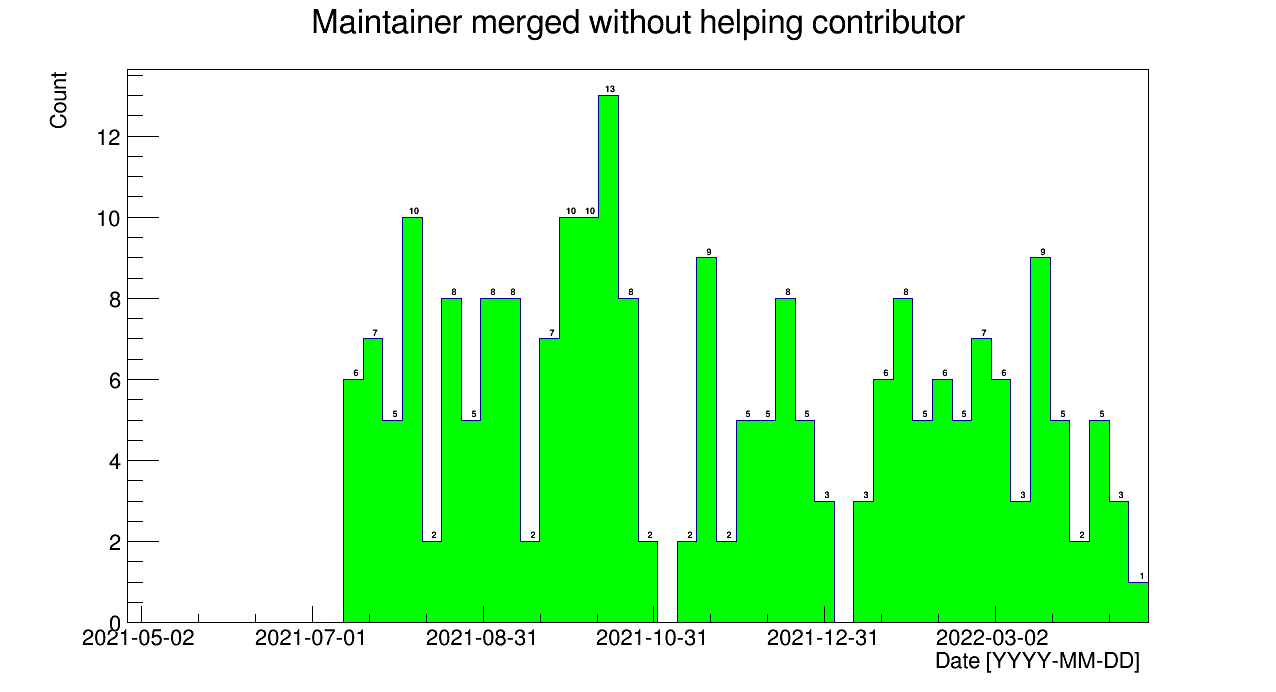 Maintainer merged without helping contributor
Count
12
10
8
6
4
2
0
6 7 5 10 2 8 5 8 8 2 7 10 10 13 8 2 2 9 2 5 5 8 5 3 3 6 8 5 6 5 7 6 3 9 5 2 5 3 1
2021-05-02 2021-07-01 2021-08-31 2021-10-31 2021-12-31 2022-03-02
Date [YYYY-MM-DD]